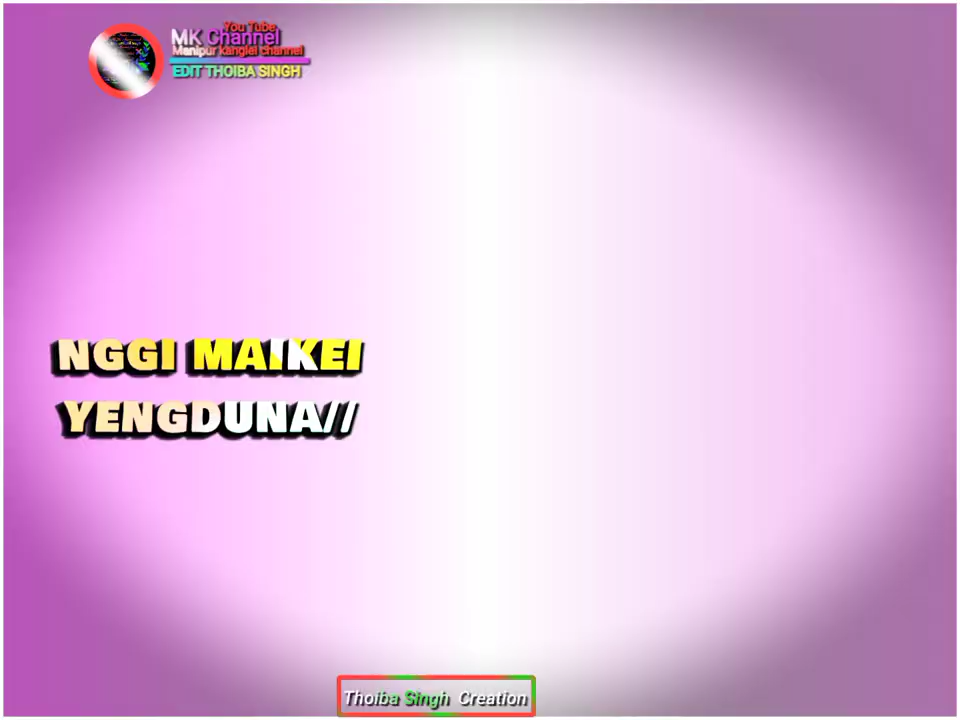 You Tube
MK Channel
Manipur kanglei channel
EDIT THOIBA SINGH
NGGI MAIKEI
YENGDUNA//
Thoiba Singh Creation